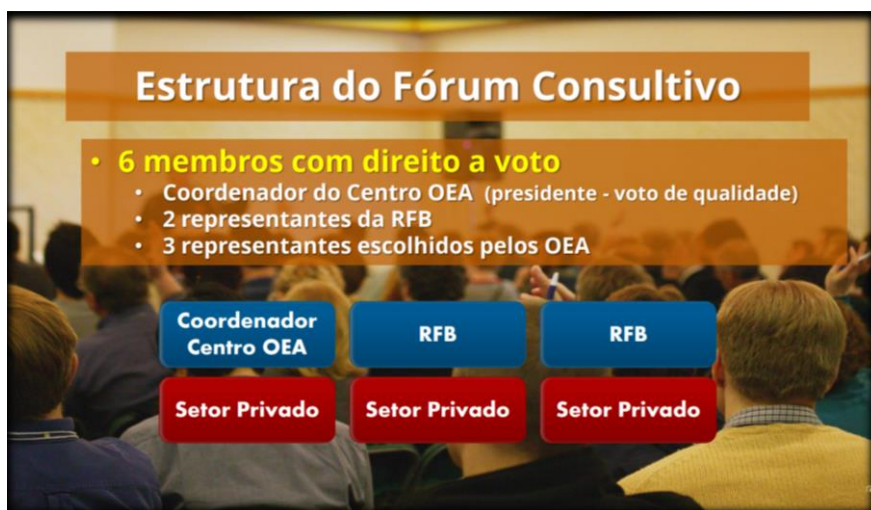 Estrutura do Fórum Consultivo
• 6 membros com direito a voto
• Coordenador do Centro OEA (presidente - voto de qualidade)
• 2 representantes da RFB
• 3 representantes escolhidos pelos OEA
Coordenador
Centro OEA
RFB
RFB
Setor Privado
Setor Privado
Setor Privado